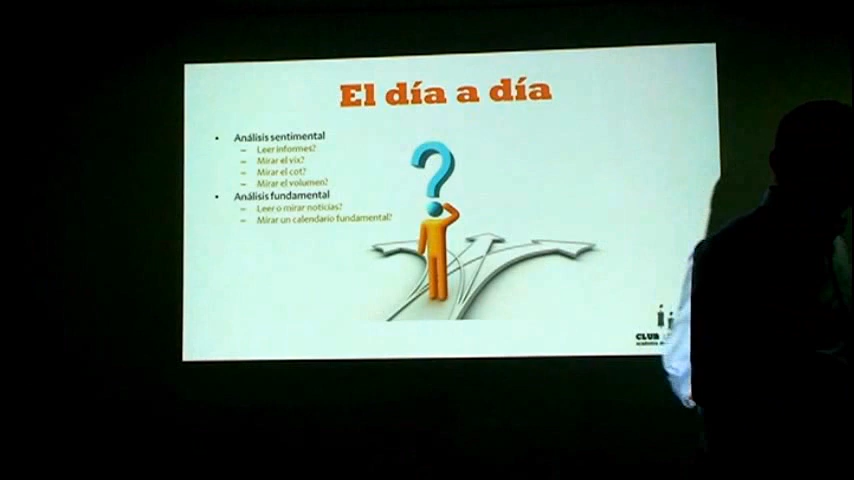 El día a día
• Análisis sentimental
– Leer informes?
– Mirar el vix?
– Mirar el cot?
– Mirar el volumen?
• Análisis fundamental
– Leer o mirar noticias?
– Mirar un calendario fundamental?
?
CLUB